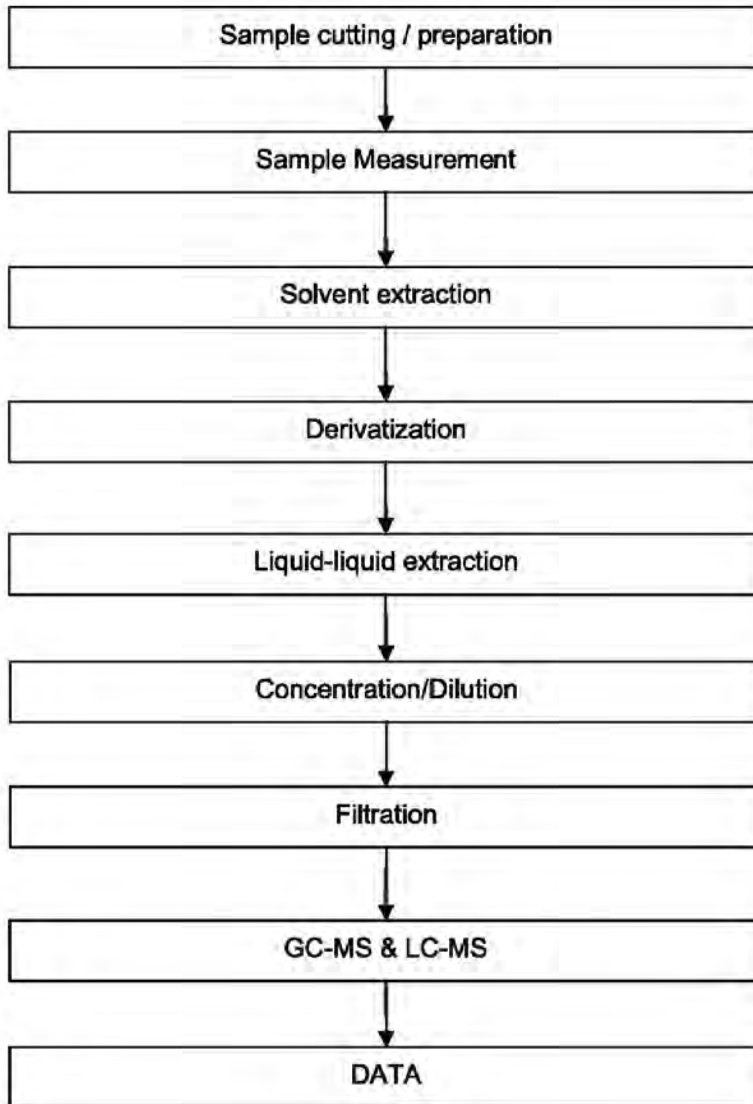 Sample cutting / preparation
Sample Measurement
Solvent extraction
Derivatization
Liquid-liquid extraction
Concentration/Dilution
Filtration
GC-MS & LC-MS
DATA